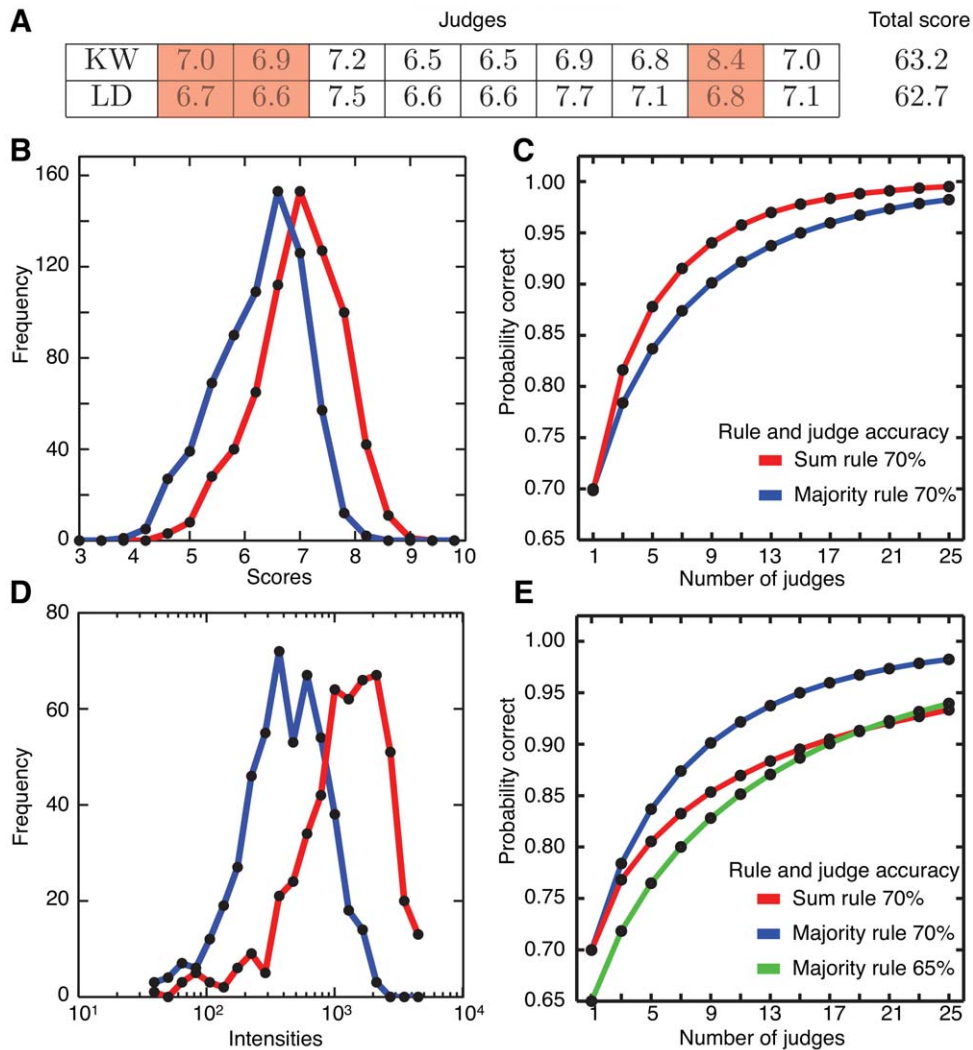 A
Judges Total score
KW 7.0 6.9 7.2 6.5 6.5 6.9 6.8 8.4 7.0 63.2
LD 6.7 6.6 7.5 6.6 6.6 7.7 7.1 6.8 7.1 62.7
B
160
120
80
40
0
Frequency
3 4 5 6 7 8 9 10
Scores
C
1.00
0.95
0.90
0.85
0.80
0.75
0.70
0.65
Probability correct
Rule and judge accuracy
Sum rule 70%
Majority rule 70%
1 5 9 13 17 21 25
Number of judges
D
80
60
40
20
0
Frequency
10¹ 10² 10³ 10⁴
Intensities
E
1.00
0.95
0.90
0.85
0.80
0.75
0.70
0.65
Probability correct
Rule and judge accuracy
Sum rule 70%
Majority rule 70%
Majority rule 65%
1 5 9 13 17 21 25
Number of judges